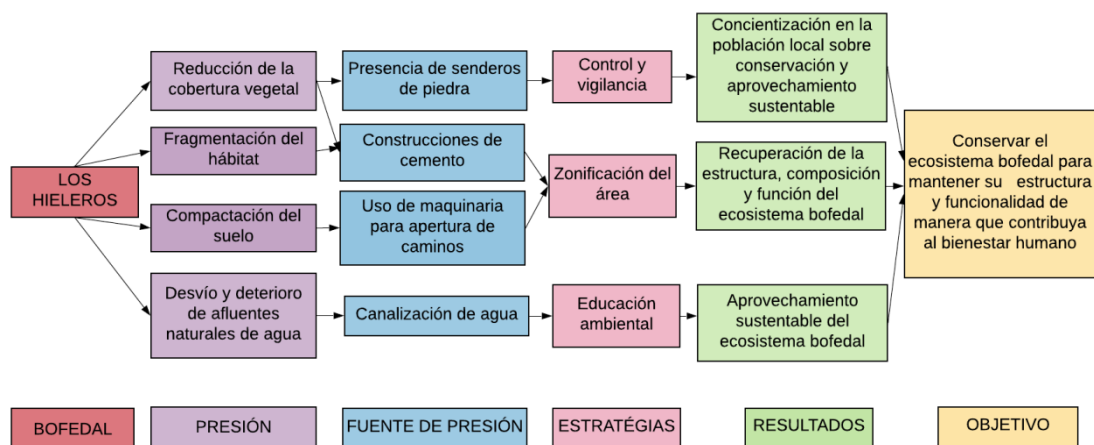 LOS
HIELEROS
Reducción de la
cobertura vegetal
Fragmentación del
hábitat
Compactación del
suelo
Desvío y deterioro
de afluentes
naturales de agua
Presencia de senderos
de piedra
Construcciones de
cemento
Uso de maquinaria
para apertura de
caminos
Canalización de agua
Control y
vigilancia
Zonificación del
área
Educación
ambiental
Concientización en la
población local sobre
conservación y
aprovechamiento
sustentable
Recuperación de la
estructura, composición
y función del
ecosistema bofedal
Aprovechamiento
sustentable del
ecosistema bofedal
Conservar el
ecosistema bofedal para
mantener su estructura
y funcionalidad de
manera que contribuya
al bienestar humano
BOFEDAL
PRESIÓN
FUENTE DE PRESIÓN
ESTRATÉGIAS
RESULTADOS
OBJETIVO